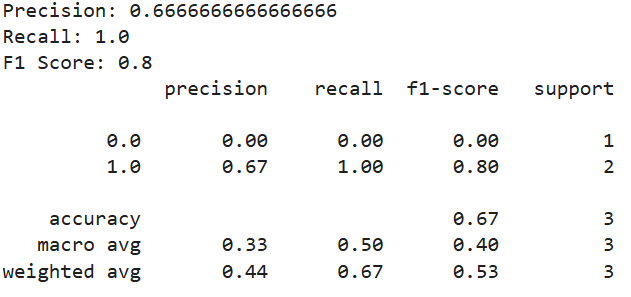 Precision: 0.6666666666666666
Recall: 1.0
F1 Score: 0.8
precision recall f1-score support
0.0 0.00 0.00 0.00 1
1.0 0.67 1.00 0.80 2
accuracy 0.67 3
macro avg 0.33 0.50 0.40 3
weighted avg 0.44 0.67 0.53 3